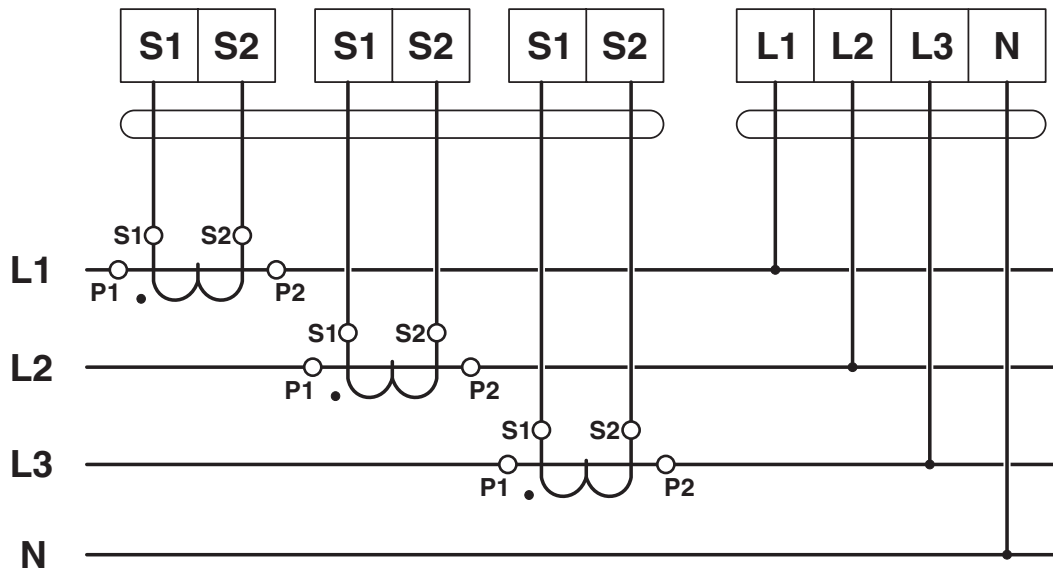 S1 S2 S1 S2 S1 S2 L1 L2 L3 N
S1 S2
L1
P1 P2
S1 S2
L2
P1 P2
S1 S2
L3
P1 P2
N